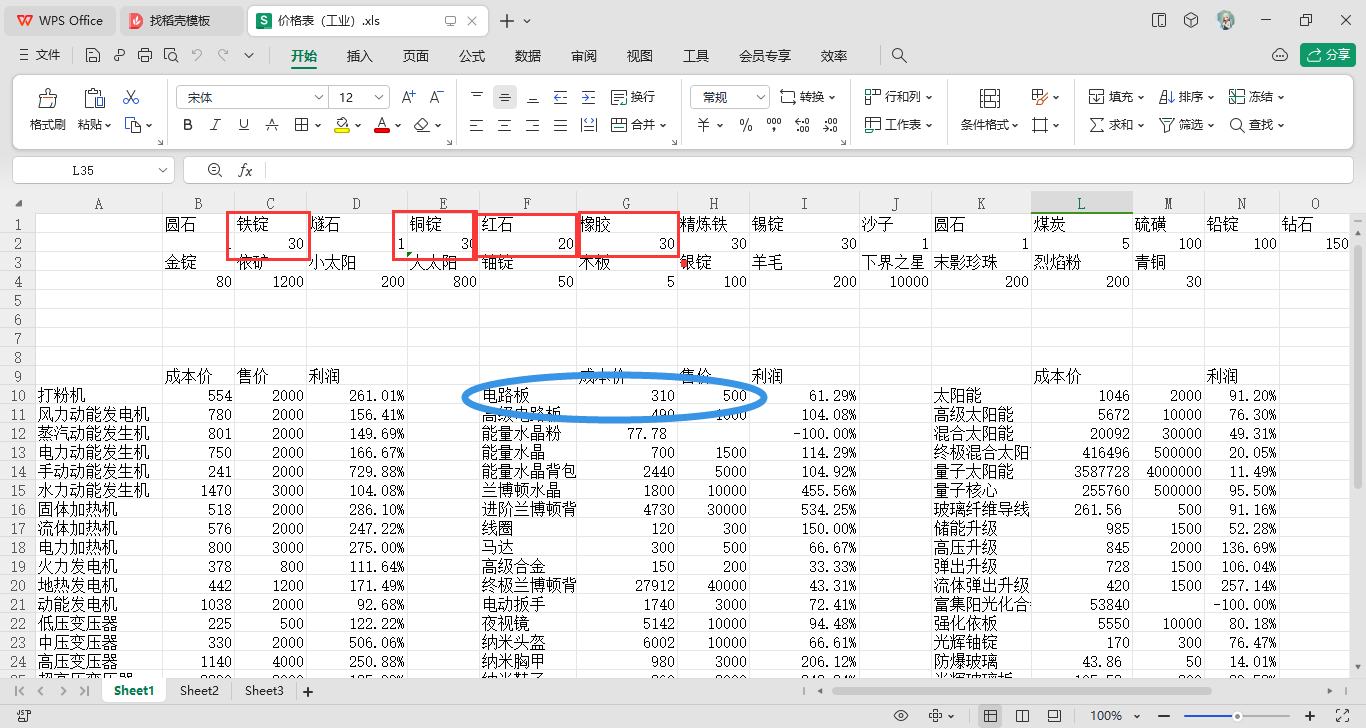 WPS Office 找稻壳模板 价格表（工业）.xls
文件 开始 插入 页面 公式 数据 审阅 视图 工具 会员专享 效率 分享
宋体 12 A+ A- 换行 常规 转换 行和列 填充 排序 冻结
格式刷 粘贴 B I U A 合并 ¥ % 工作表 条件格式 求和 筛选 查找
L35 fx
A B C D E F G H I J K L M N O
1 圆石 铁锭 燧石 铜锭 红石 橡胶 精炼铁 锡锭 沙子 圆石 煤炭 硫磺 铅锭 钻石
2 1 30 1 30 20 30 30 30 1 1 5 100 100 150
3 金锭 依矿 小太阳 大太阳 铀锭 木板 银锭 羊毛 下界之星 末影珍珠 烈焰粉 青铜
4 80 1200 200 800 50 5 100 200 10000 200 200 30
5
6
7
8
9 成本价 售价 利润 成本价 售价 利润 成本价 利润
10 打粉机 554 2000 261.01% 电路板 310 500 61.29% 太阳能 1046 2000 91.20%
11 风力动能发电机 780 2000 156.41% 高级电路板 490 1000 104.08% 高级太阳能 5672 10000 76.30%
12 蒸汽动能发生机 801 2000 149.69% 能量水晶粉 77.78 -100.00% 混合太阳能 20092 30000 49.31%
13 电力动能发生机 750 2000 166.67% 能量水晶 700 1500 114.29% 终极混合太阳 416496 500000 20.05%
14 手动动能发生机 241 2000 729.88% 能量水晶背包 2440 5000 104.92% 量子太阳能 3587728 4000000 11.49%
15 水力动能发生机 1470 3000 104.08% 兰博顿水晶 1800 10000 455.56% 量子核心 255760 500000 95.50%
16 固体加热机 518 2000 286.10% 进阶兰博顿背 4730 30000 534.25% 玻璃纤维导线 261.56 500 91.16%
17 流体加热机 576 2000 247.22% 线圈 120 300 150.00% 储能升级 985 1500 52.28%
18 电力加热机 800 3000 275.00% 马达 300 500 66.67% 高压升级 845 2000 136.69%
19 火力发电机 378 800 111.64% 高级合金 150 200 33.33% 弹出升级 728 1500 106.04%
20 地热发电机 442 1200 171.49% 终极兰博顿背 27912 40000 43.31% 流体弹出升级 420 1500 257.14%
21 动能发电机 1038 2000 92.68% 电动扳手 1740 3000 72.41% 富集阳光化合 53840 -100.00%
22 低压变压器 225 500 122.22% 夜视镜 5142 10000 94.48% 强化依板 5550 10000 80.18%
23 中压变压器 330 2000 506.06% 纳米头盔 6002 10000 66.61% 光辉铀锭 170 300 76.47%
24 高压变压器 1140 4000 250.88% 纳米胸甲 980 3000 206.12% 防爆玻璃 43.86 50 14.01%
Sheet1 Sheet2 Sheet3 +
100%